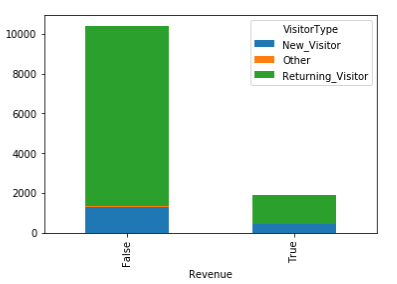 10000
8000
6000
4000
2000
0
VisitorType
New_Visitor
Other
Returning_Visitor
False
True
Revenue